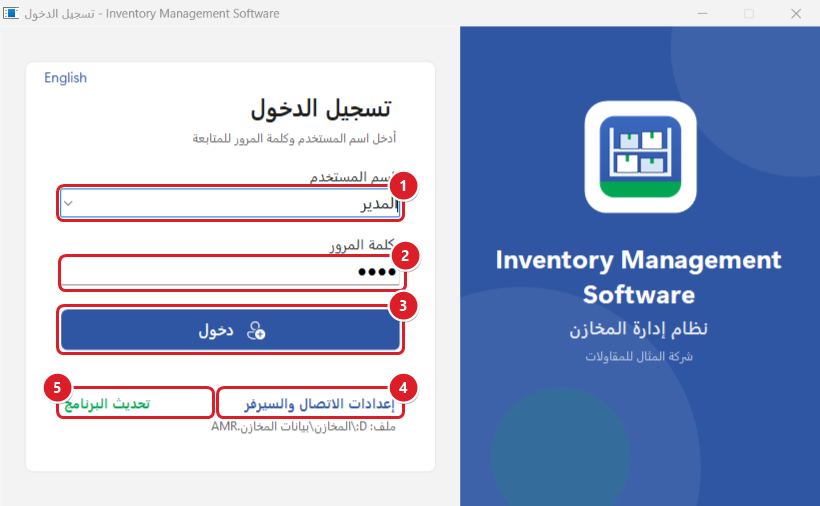 تسجيل الدخول - Inventory Management Software
English
تسجيل الدخول
أدخل اسم المستخدم وكلمة المرور للمتابعة
اسم المستخدم
1
المدير
كلمة المرور
2
••••
3
دخول
4
إعدادات الاتصال والسيرفر
5
تحديث البرنامج
ملف: D:\المخازن\بيانات المخازن.AMR
Inventory Management
Software
نظام إدارة المخازن
شركة المثال للمقاولات